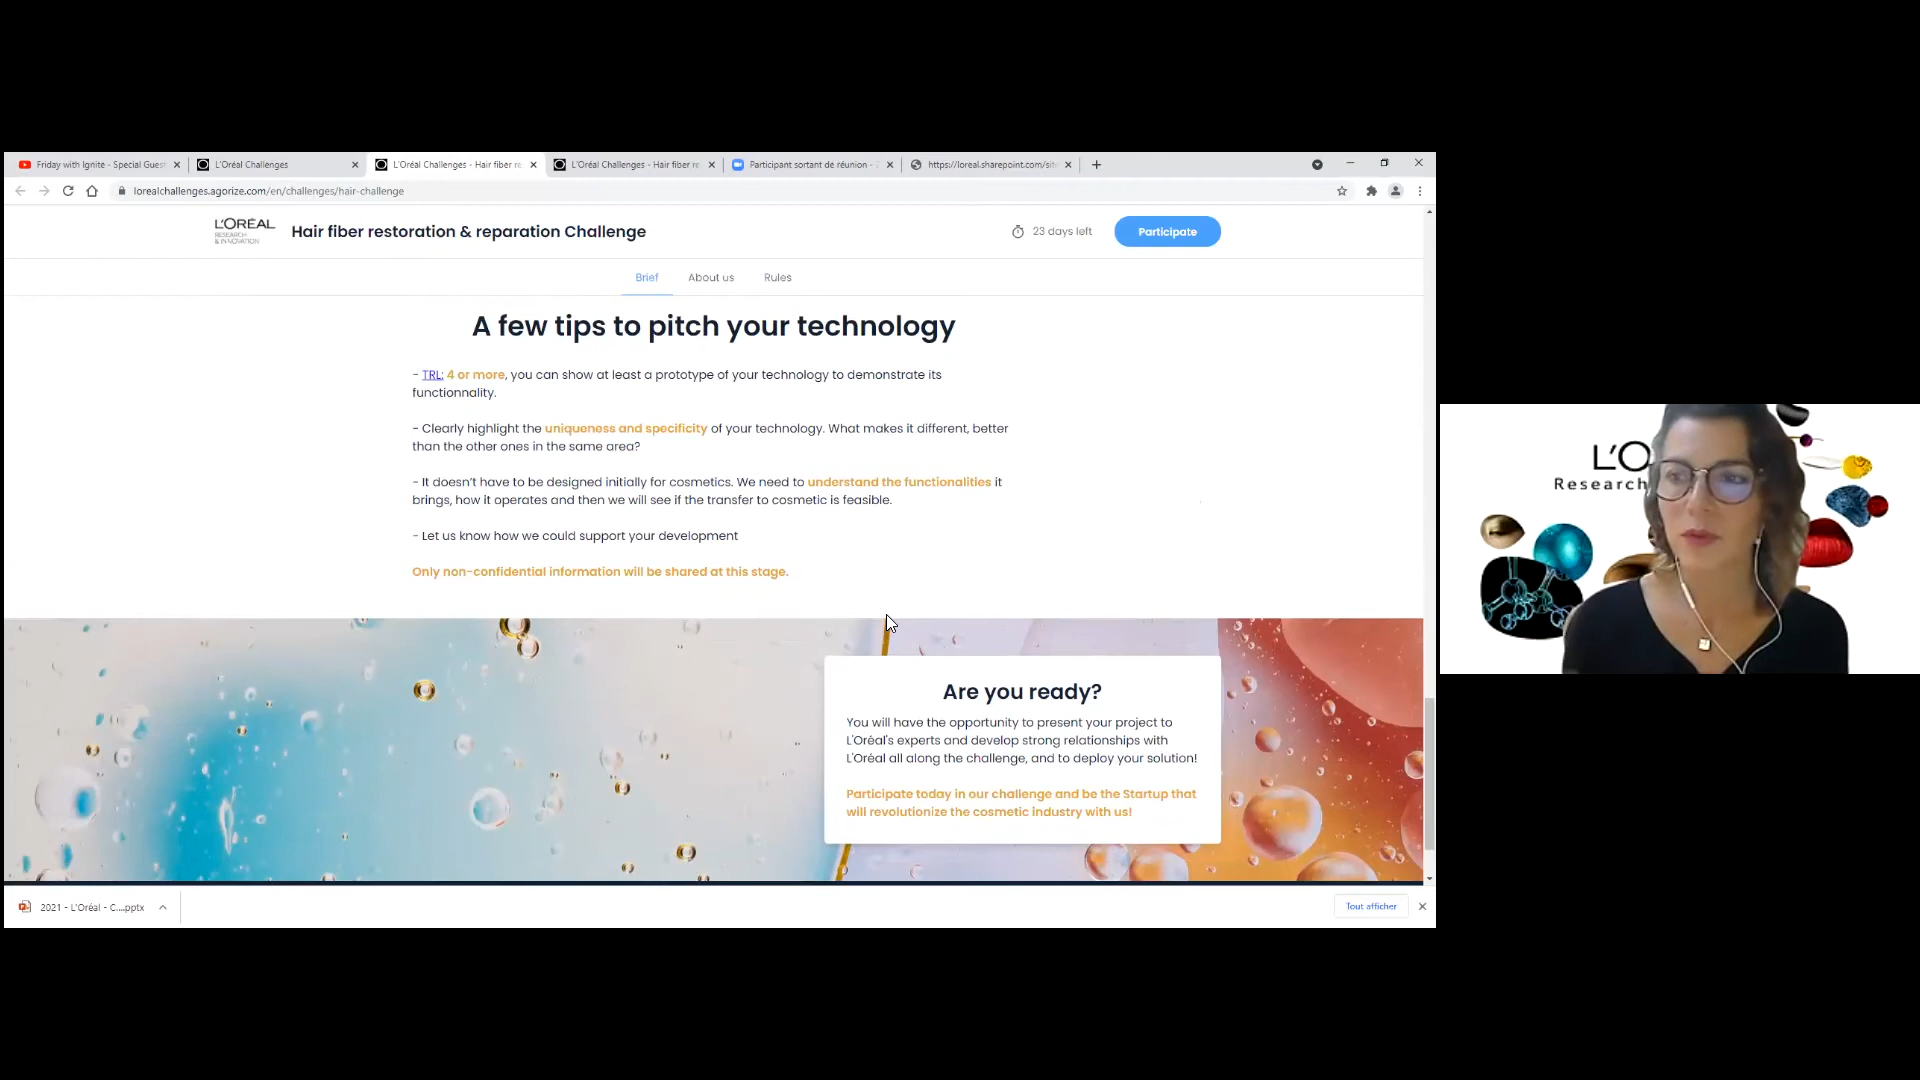 Friday with Ignite - Special Guest
L'Oréal Challenges
L'Oréal Challenges - Hair fiber re
L'Oréal Challenges - Hair fiber re
Participant sortant de réunion - Z
https://loreal.sharepoint.com/site
lorealchallenges.agorize.com/en/challenges/hair-challenge
L'ORÉAL
RESEARCH
& INNOVATION
Hair fiber restoration & reparation Challenge
23 days left
Participate
Brief
About us
Rules
A few tips to pitch your technology
- TRL: 4 or more, you can show at least a prototype of your technology to demonstrate its
functionnality.
- Clearly highlight the uniqueness and specificity of your technology. What makes it different, better
than the other ones in the same area?
- It doesn't have to be designed initially for cosmetics. We need to understand the functionalities it
brings, how it operates and then we will see if the transfer to cosmetic is feasible.
- Let us know how we could support your development
Only non-confidential information will be shared at this stage.
Are you ready?
You will have the opportunity to present your project to
L'Oréal's experts and develop strong relationships with
L'Oréal all along the challenge, and to deploy your solution!
Participate today in our challenge and be the Startup that
will revolutionize the cosmetic industry with us!
2021 - L'Oréal - C....pptx
Tout afficher
L'O
Research